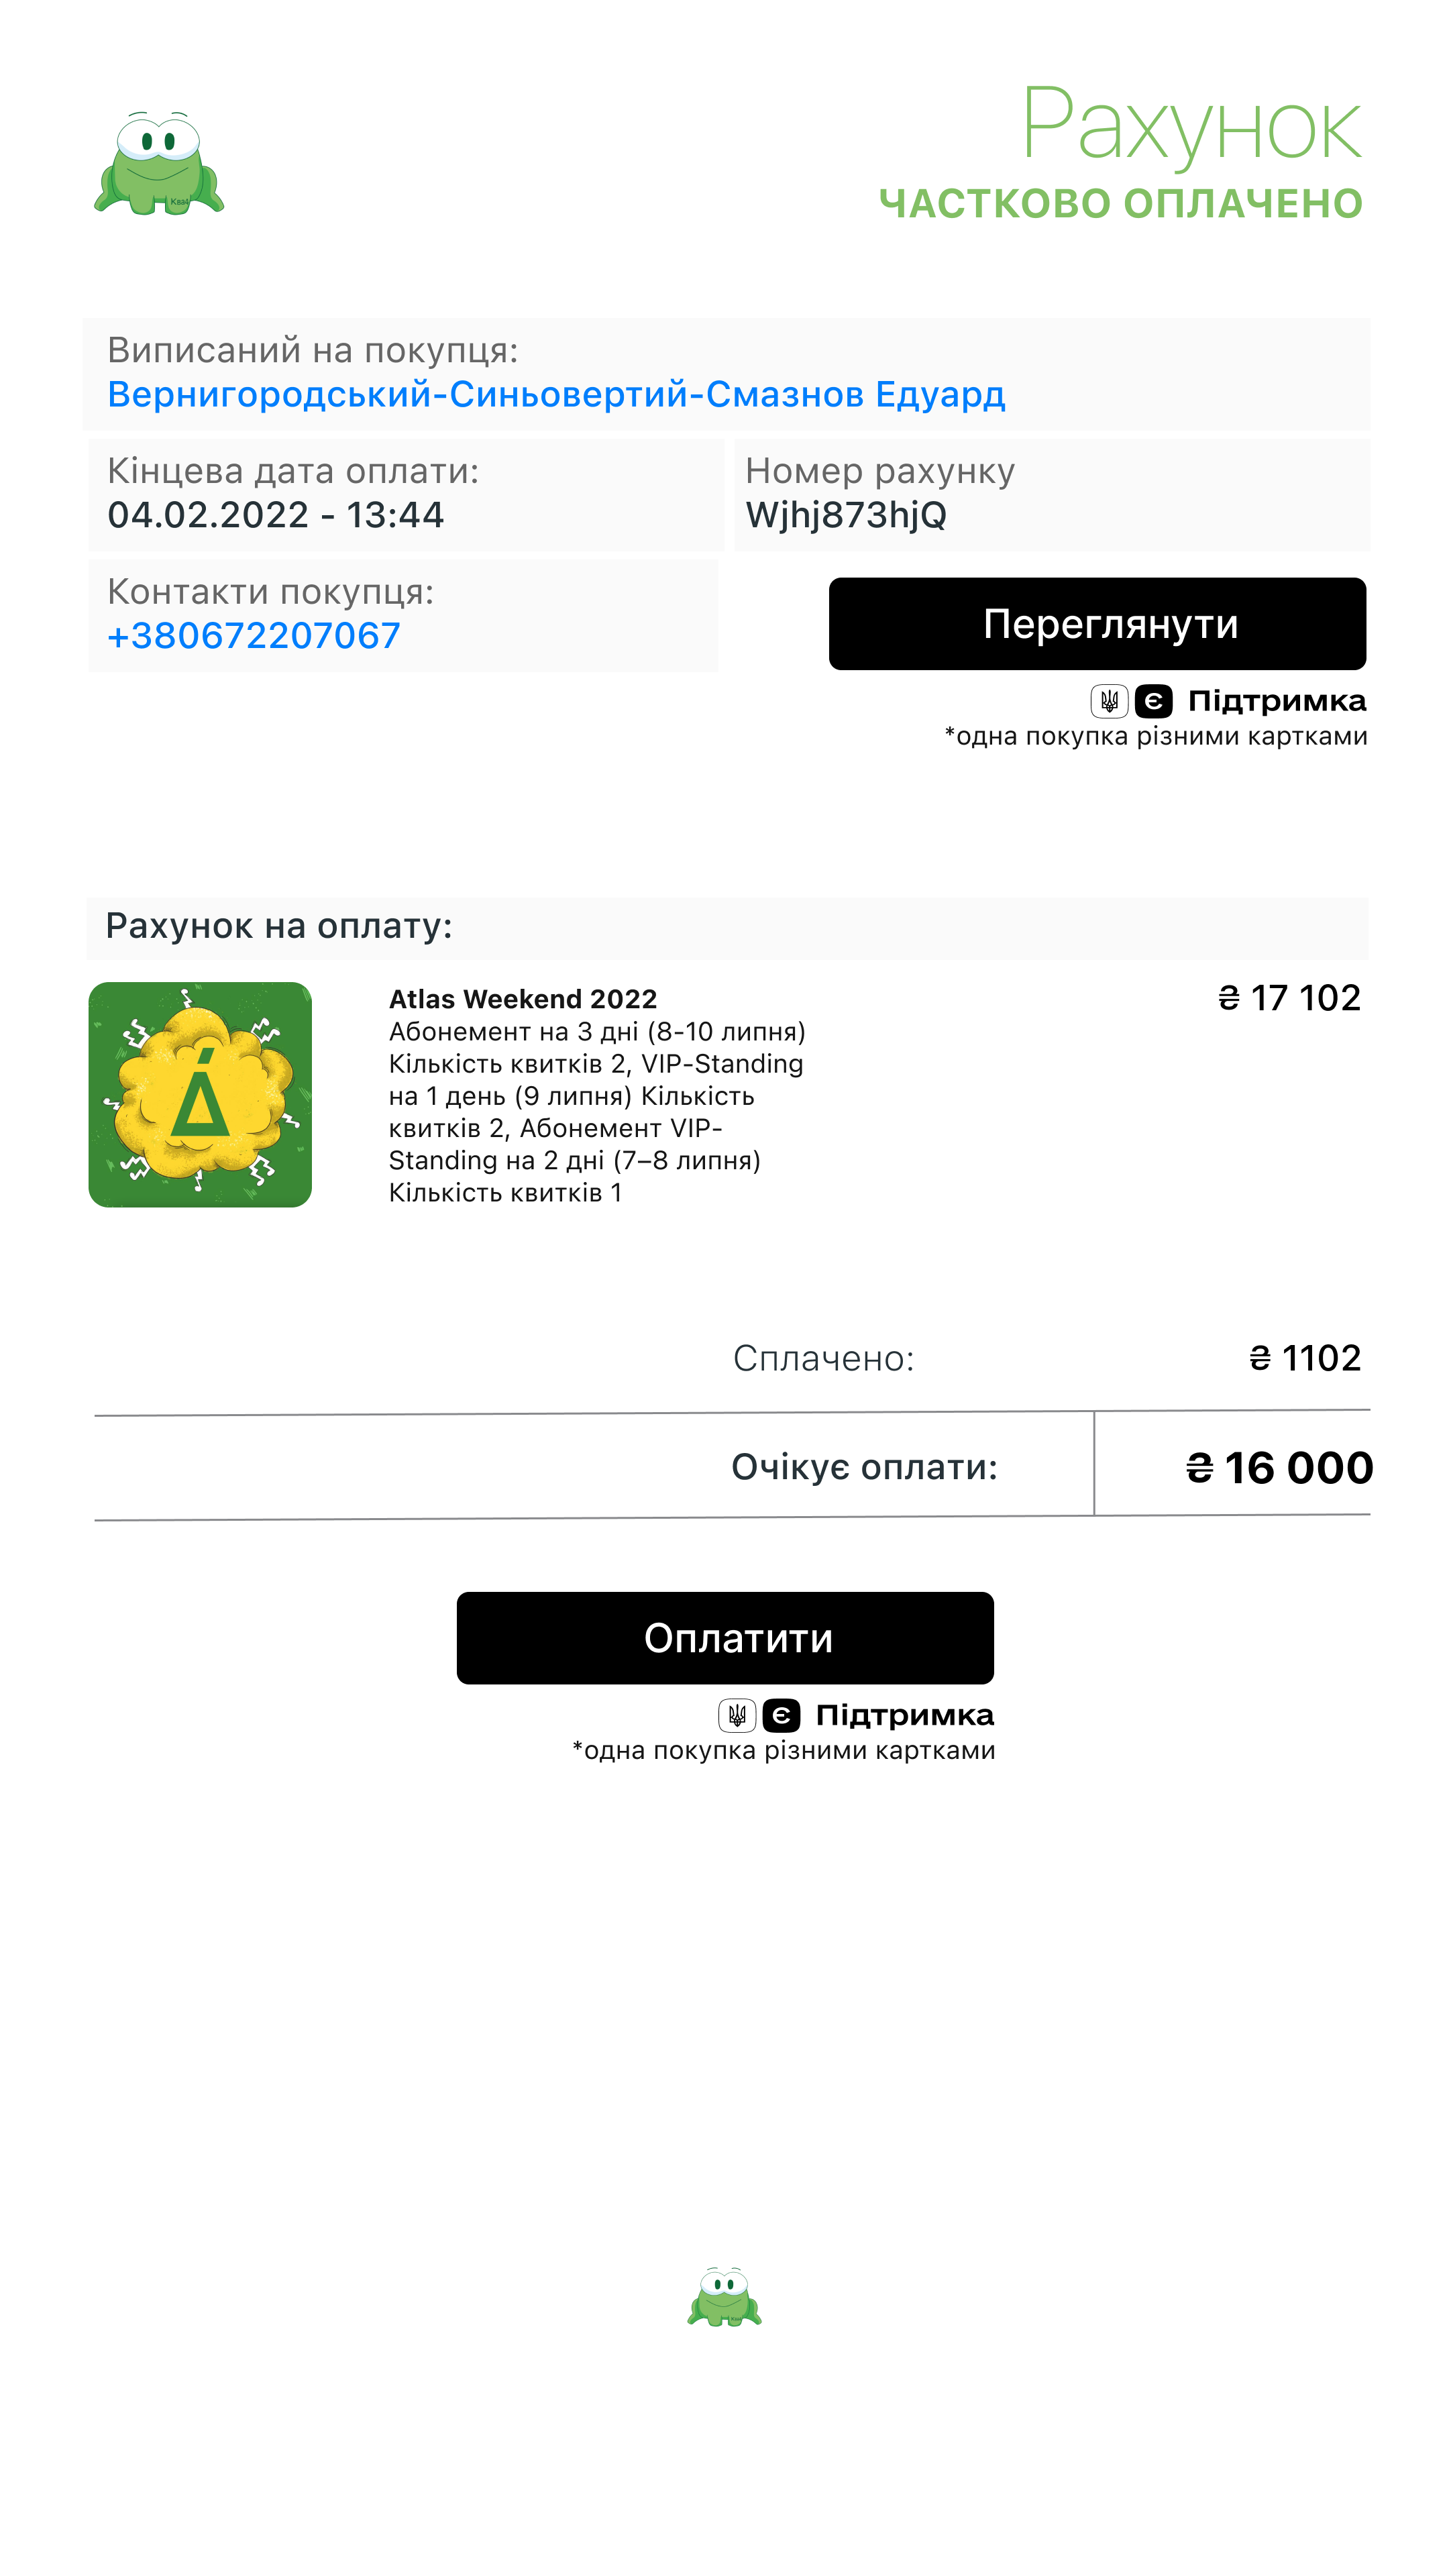 Рахунок
ЧАСТКОВО ОПЛАЧЕНО
Ква4
Виписаний на покупця:
Вернигородський-Синьовертий-Смазнов Едуард
Кінцева дата оплати:
04.02.2022 - 13:44
Номер рахунку
Wjhj873hjQ
Контакти покупця:
+380672207067
Переглянути
є Підтримка
*одна покупка різними картками
Рахунок на оплату:
Atlas Weekend 2022
₴ 17 102
Абонемент на 3 дні (8-10 липня)
Кількість квитків 2, VIP-Standing
на 1 день (9 липня) Кількість
квитків 2, Абонемент VIP-
Standing на 2 дні (7–8 липня)
Кількість квитків 1
Сплачено: ₴ 1102
Очікує оплати: ₴ 16 000
Оплатити
є Підтримка
*одна покупка різними картками